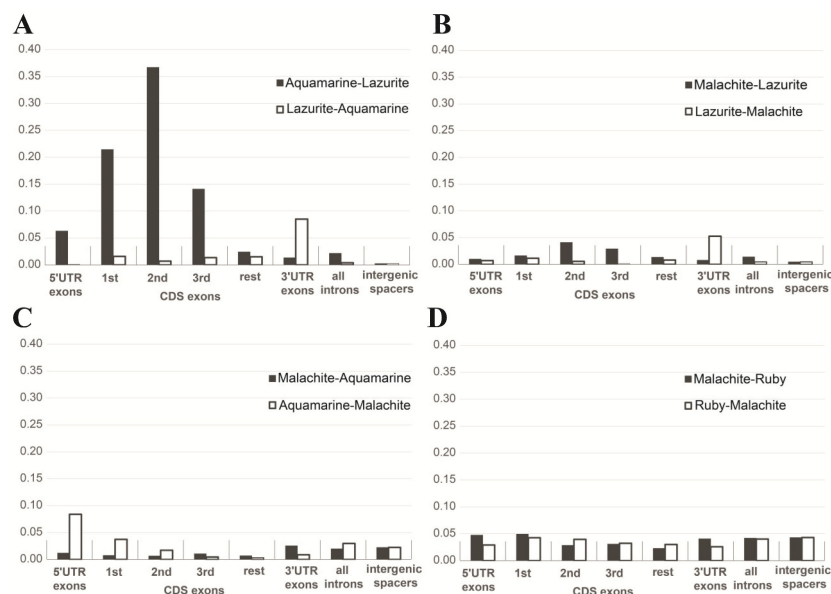 A
0.40
0.35
0.30
0.25
0.20
0.15
0.10
0.05
0.00
Aquamarine-Lazurite
Lazurite-Aquamarine
5'UTR exons
1st
2nd
3rd
rest
3'UTR exons
all introns
intergenic spacers
CDS exons
B
0.40
0.35
0.30
0.25
0.20
0.15
0.10
0.05
0.00
Malachite-Lazurite
Lazurite-Malachite
5'UTR exons
1st
2nd
3rd
rest
3'UTR exons
all introns
intergenic spacers
CDS exons
C
0.40
0.35
0.30
0.25
0.20
0.15
0.10
0.05
0.00
Malachite-Aquamarine
Aquamarine-Malachite
5'UTR exons
1st
2nd
3rd
rest
3'UTR exons
all introns
intergenic spacers
CDS exons
D
0.40
0.35
0.30
0.25
0.20
0.15
0.10
0.05
0.00
Malachite-Ruby
Ruby-Malachite
5'UTR exons
1st
2nd
3rd
rest
3'UTR exons
all introns
intergenic spacers
CDS exons